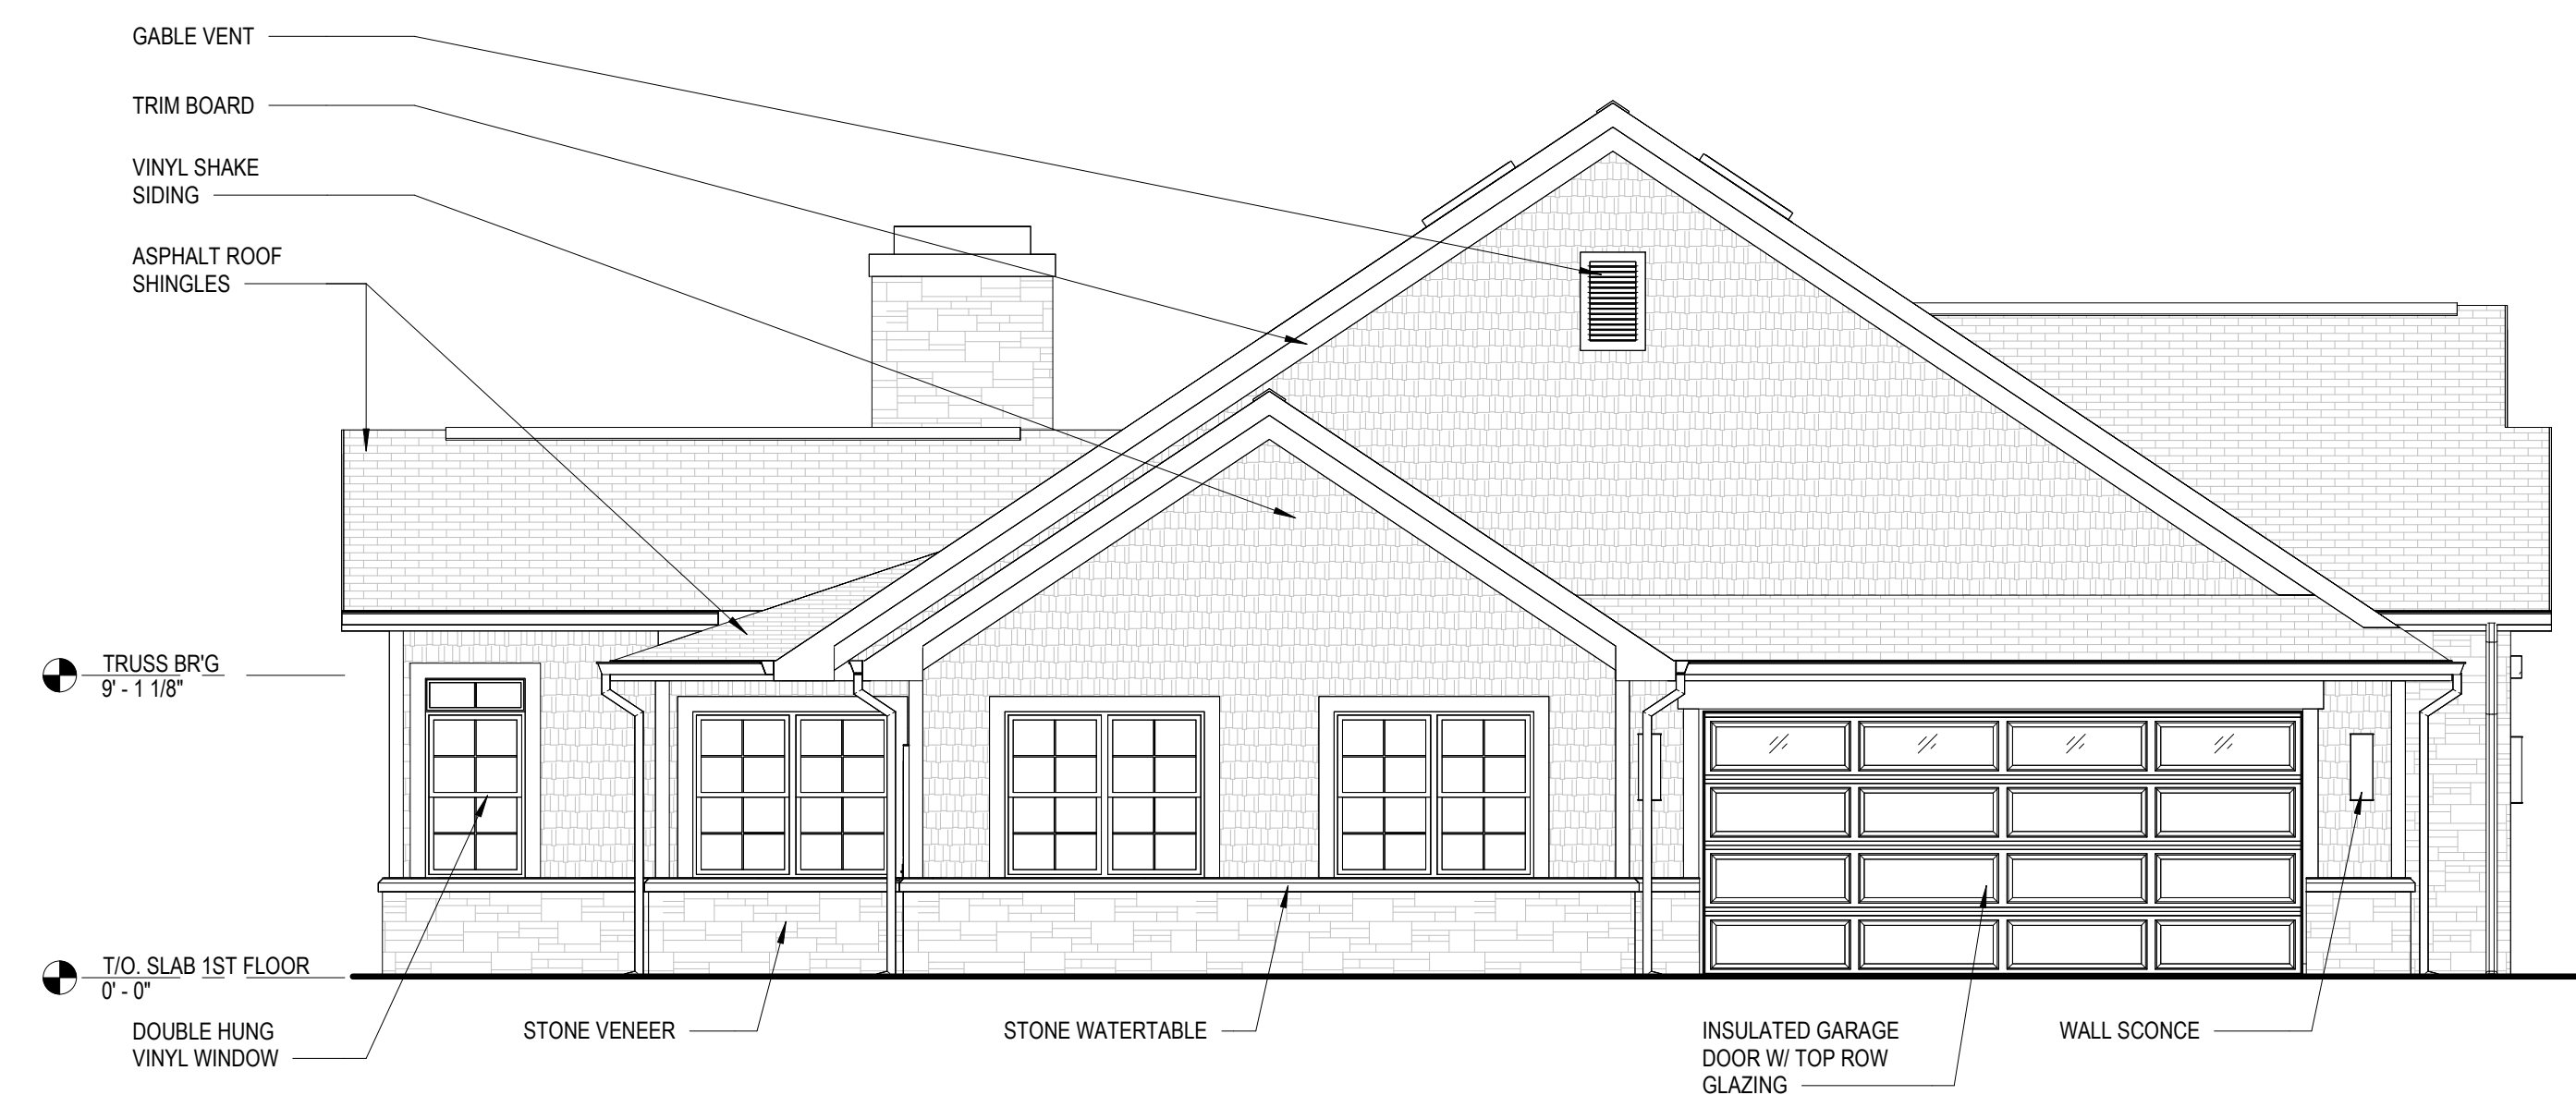 GABLE VENT
TRIM BOARD
VINYL SHAKE
SIDING
ASPHALT ROOF
SHINGLES
TRUSS BR'G
9' - 1 1/8"
T/O. SLAB 1ST FLOOR
0' - 0"
DOUBLE HUNG
VINYL WINDOW
STONE VENEER
STONE WATERTABLE
INSULATED GARAGE
DOOR W/ TOP ROW
GLAZING
WALL SCONCE